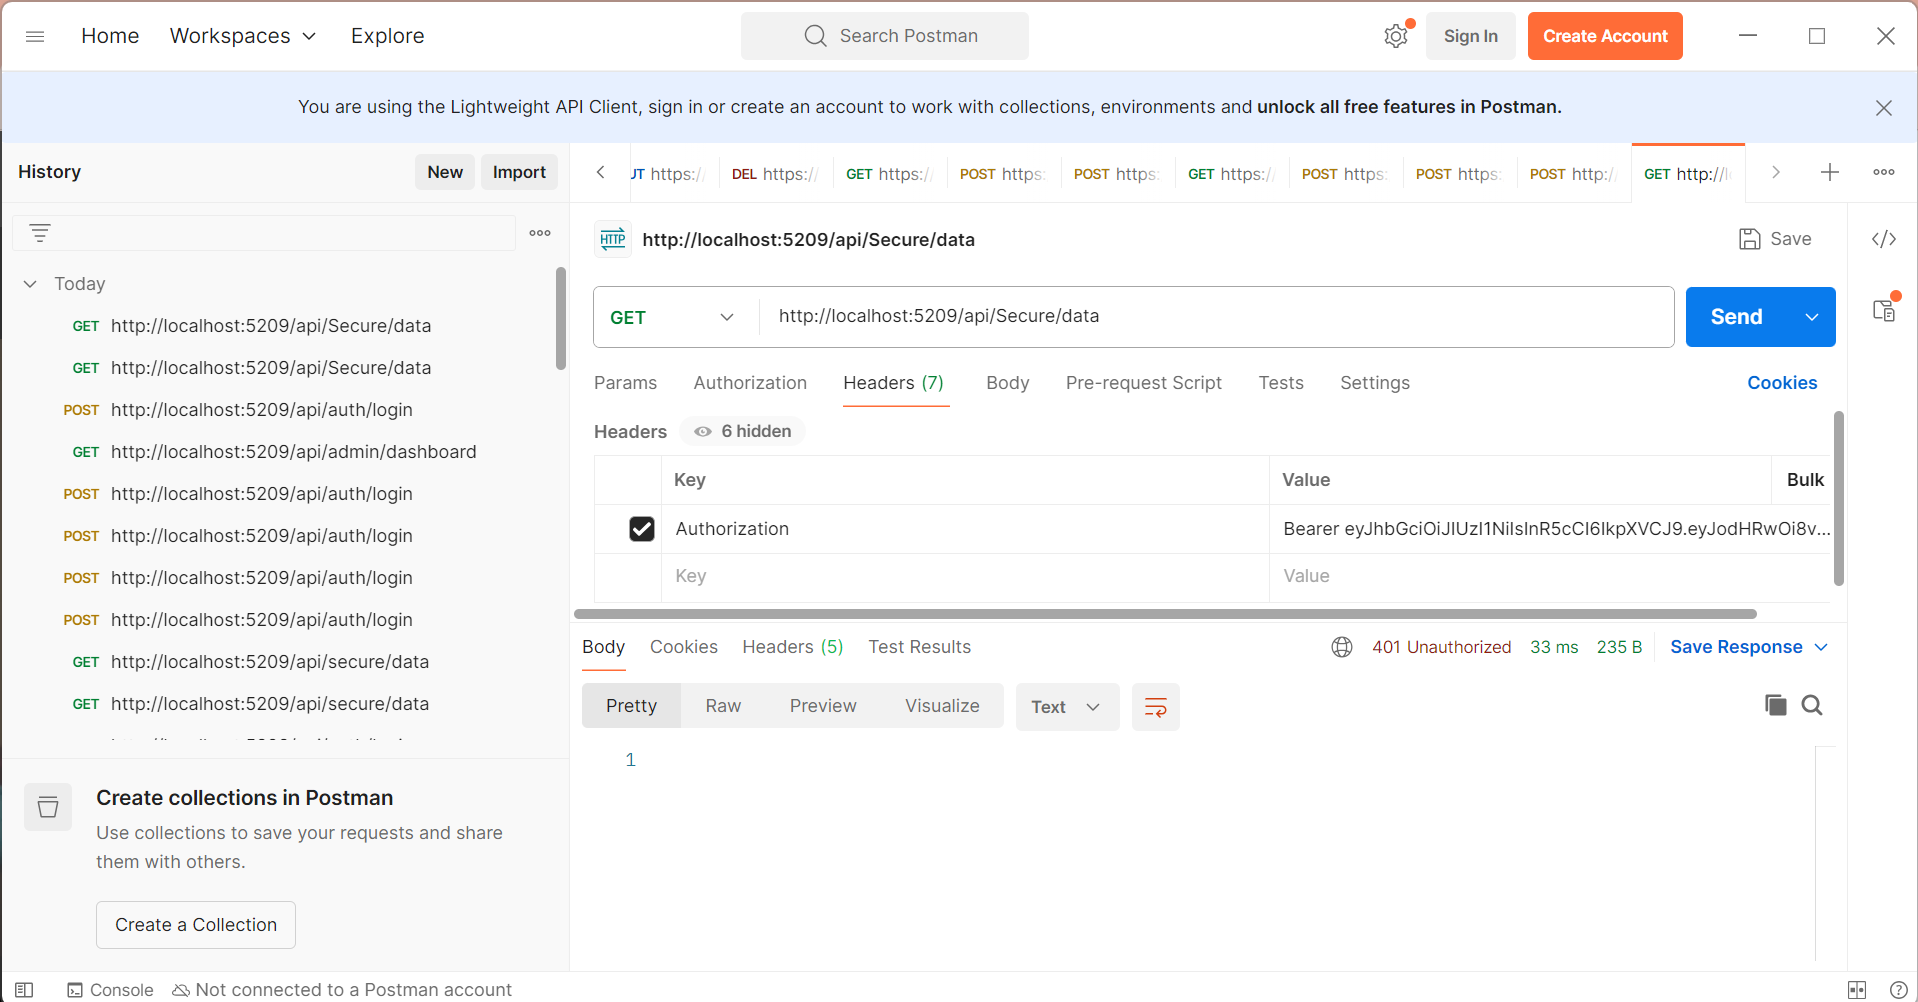 Home Workspaces Explore Search Postman Sign In Create Account
You are using the Lightweight API Client, sign in or create an account to work with collections, environments and unlock all free features in Postman.
History New Import
UT https:/ DEL https:/ GET https:/ POST https: POST https: GET https:/ POST https: POST https: POST http:/ GET http://l
HTTP http://localhost:5209/api/Secure/data Save
Today
GET http://localhost:5209/api/Secure/data
GET http://localhost:5209/api/Secure/data
POST http://localhost:5209/api/auth/login
GET http://localhost:5209/api/admin/dashboard
POST http://localhost:5209/api/auth/login
POST http://localhost:5209/api/auth/login
POST http://localhost:5209/api/auth/login
POST http://localhost:5209/api/auth/login
GET http://localhost:5209/api/secure/data
GET http://localhost:5209/api/secure/data
Create collections in Postman
Use collections to save your requests and share
them with others.
Create a Collection
GET http://localhost:5209/api/Secure/data Send
Params Authorization Headers (7) Body Pre-request Script Tests Settings Cookies
Headers 6 hidden
Key Value Bulk
Authorization Bearer eyJhbGciOiJIUzI1NiIsInR5cCI6IkpXVCJ9.eyJodHRwOi8v...
Key Value
Body Cookies Headers (5) Test Results 401 Unauthorized 33 ms 235 B Save Response
Pretty Raw Preview Visualize Text
1
Console Not connected to a Postman account